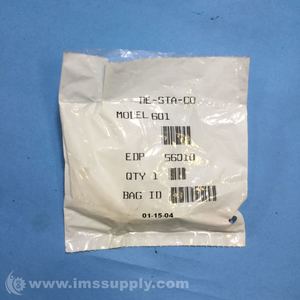 DE-STA-CO
MODEL 601
EDP 56010
QTY 1
BAG ID
01-15-04
© www.imssupply.com